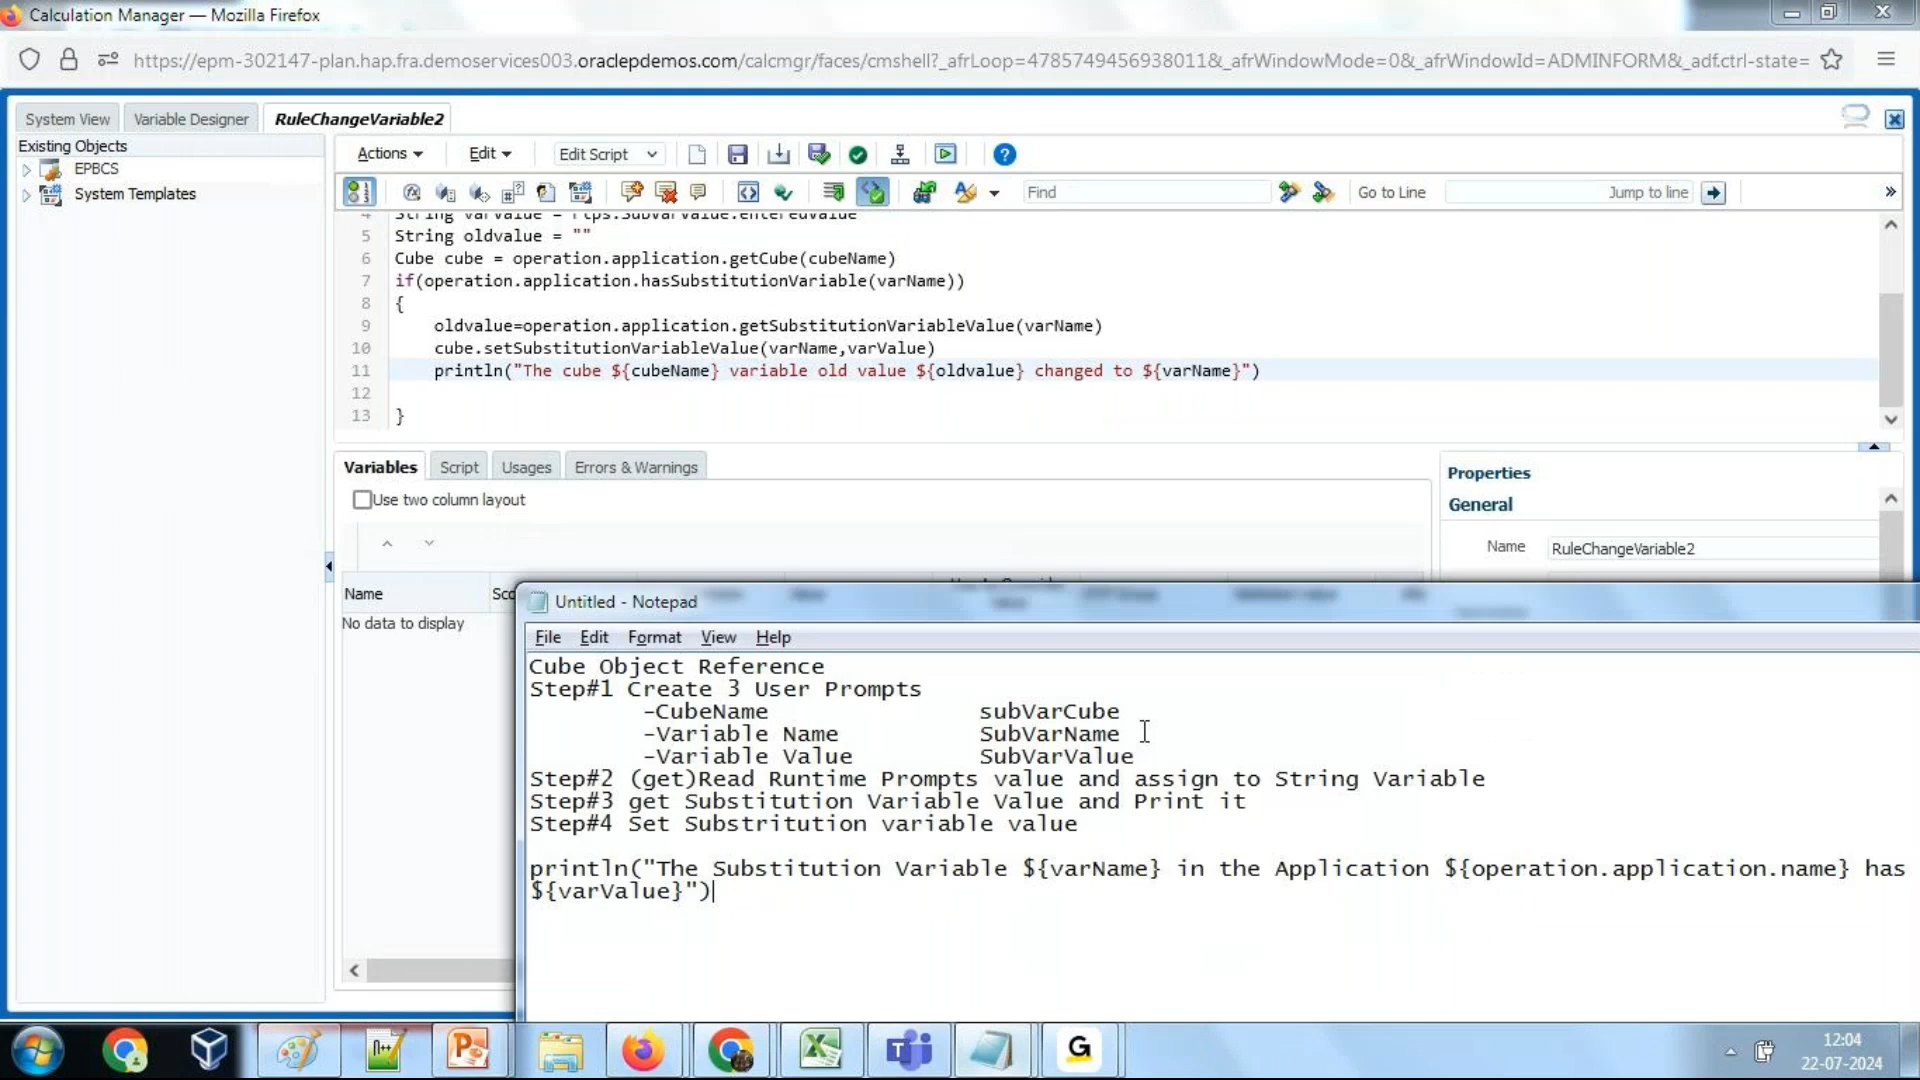 Calculation Manager — Mozilla Firefox
https://epm-302147-plan.hap.fra.demoservices003.oraclepdemos.com/calcmgr/faces/cmshell?_afrLoop=4785749456938011&_afrWindowMode=0&_afrWindowId=ADMINFORM&_adf.ctrl-state=
System View
Variable Designer
RuleChangeVariable2
Existing Objects
EPBCS
System Templates
Actions
Edit
Edit Script
Find
Go to Line
Jump to line
4 String varValue = rtps.SubVarValue.enteredValue
5 String oldvalue = ""
6 Cube cube = operation.application.getCube(cubeName)
7 if(operation.application.hasSubstitutionVariable(varName))
8 {
9 oldvalue=operation.application.getSubstitutionVariableValue(varName)
10 cube.setSubstitutionVariableValue(varName,varValue)
11 println("The cube ${cubeName} variable old value ${oldvalue} changed to ${varName}")
12
13 }
Variables
Script
Usages
Errors & Warnings
Use two column layout
Properties
General
Name
RuleChangeVariable2
Name
No data to display
Untitled - Notepad
File Edit Format View Help
Cube Object Reference
Step#1 Create 3 User Prompts
-CubeName subVarCube
-Variable Name SubVarName
-Variable Value SubVarValue
Step#2 (get)Read Runtime Prompts value and assign to String Variable
Step#3 get Substitution Variable Value and Print it
Step#4 Set Substritution variable value
println("The Substitution Variable ${varName} in the Application ${operation.application.name} has
${varValue}")
12:04
22-07-2024